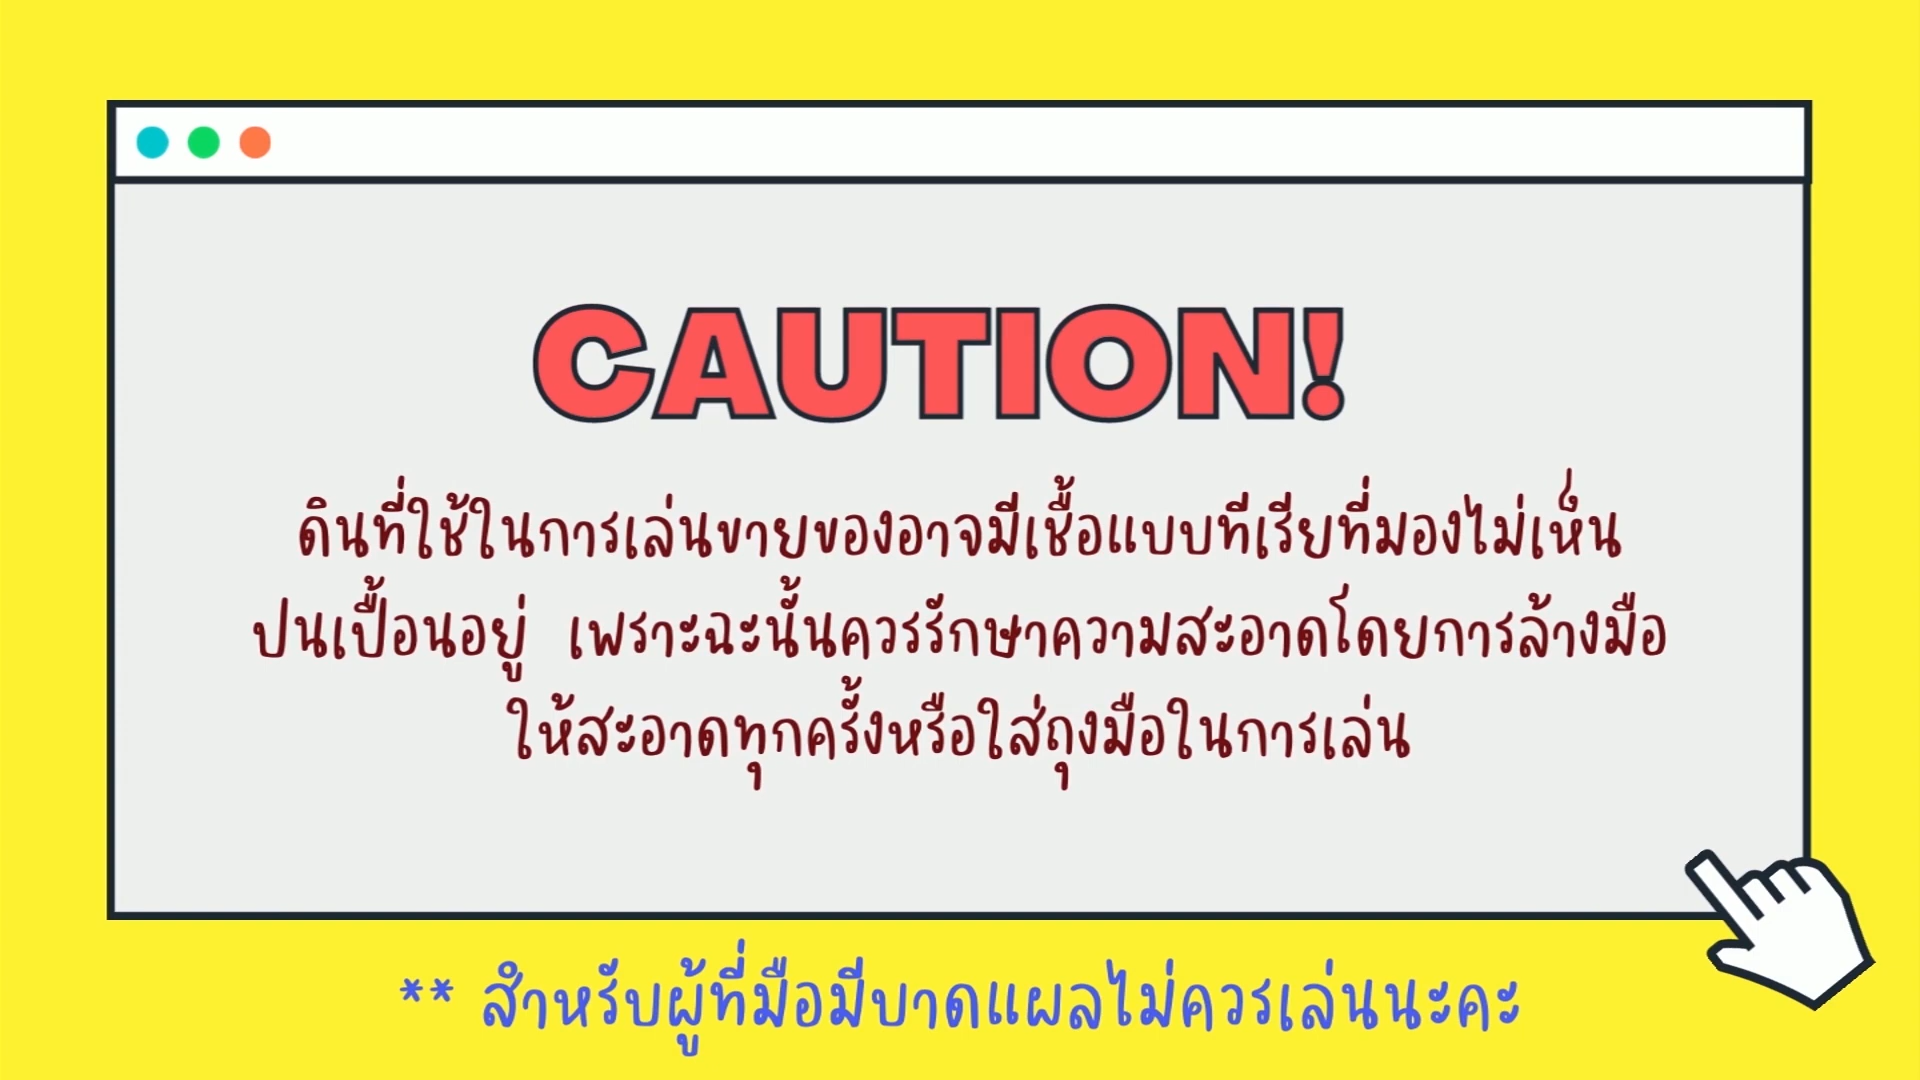 CAUTION!
ดินที่ใช้ในการเล่นขายของอาจมีเชื้อแบบทีเรียที่มองไม่เห็น
ปนเปื้อนอยู่ เพราะฉะนั้นควรรักษาความสะอาดโดยการล้างมือ
ให้สะอาดทุกครั้งหรือใส่ถุงมือในการเล่น
** สำหรับผู้ที่มือมีบาดแผลไม่ควรเล่นนะคะ